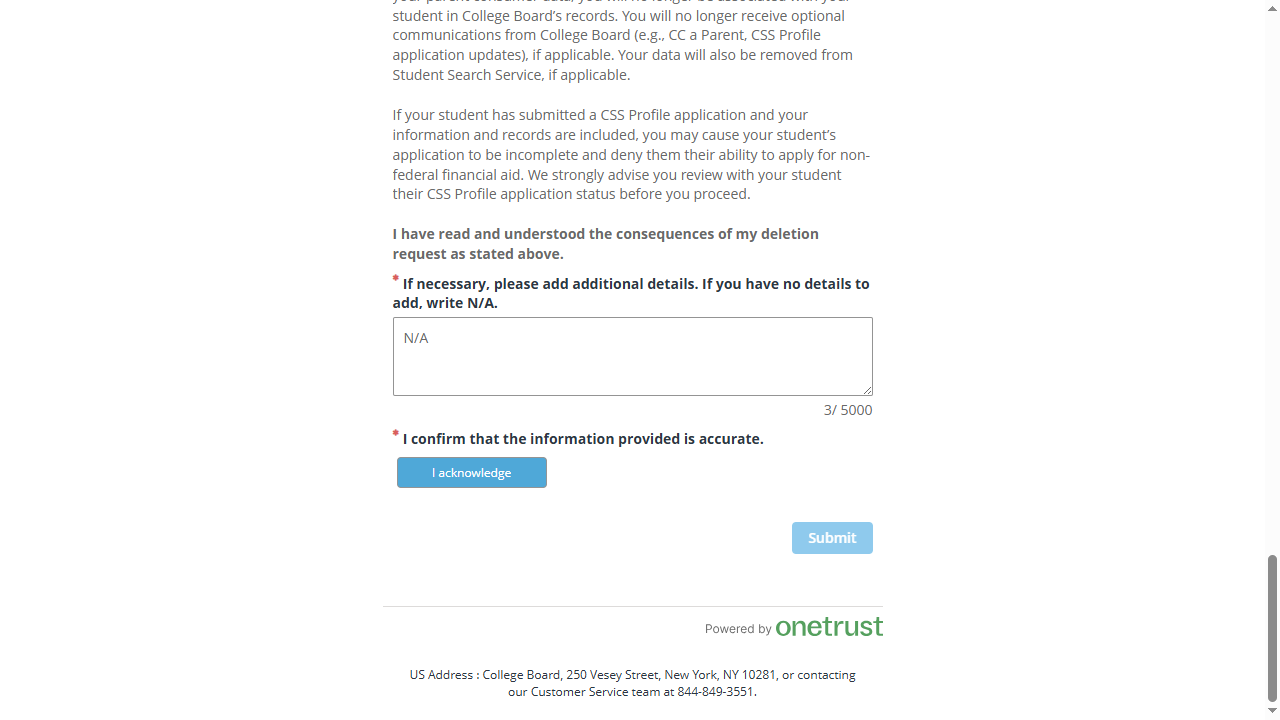 student in College Board’s records. You will no longer receive optional
communications from College Board (e.g., CC a Parent, CSS Profile
application updates), if applicable. Your data will also be removed from
Student Search Service, if applicable.
If your student has submitted a CSS Profile application and your
information and records are included, you may cause your student’s
application to be incomplete and deny them their ability to apply for non-
federal financial aid. We strongly advise you review with your student
their CSS Profile application status before you proceed.
I have read and understood the consequences of my deletion
request as stated above.
* If necessary, please add additional details. If you have no details to
add, write N/A.
N/A
3/ 5000
* I confirm that the information provided is accurate.
I acknowledge
Submit
Powered by onetrust
US Address : College Board, 250 Vesey Street, New York, NY 10281, or contacting
our Customer Service team at 844-849-3551.